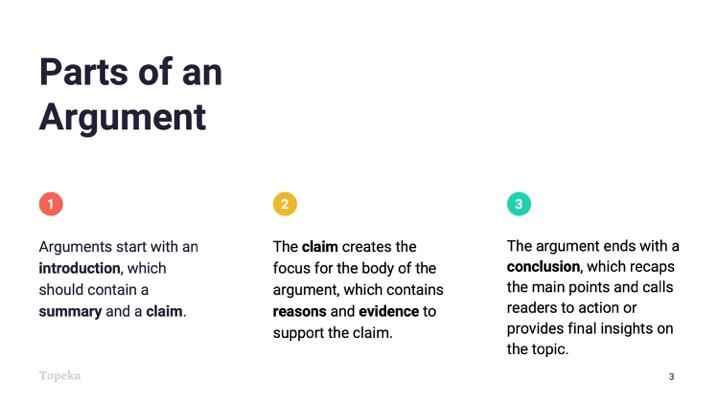 Parts of an
Argument
1
Arguments start with an
introduction, which
should contain a
summary and a claim.
2
The claim creates the
focus for the body of the
argument, which contains
reasons and evidence to
support the claim.
3
The argument ends with a
conclusion, which recaps
the main points and calls
readers to action or
provides final insights on
the topic.
Topeka
3